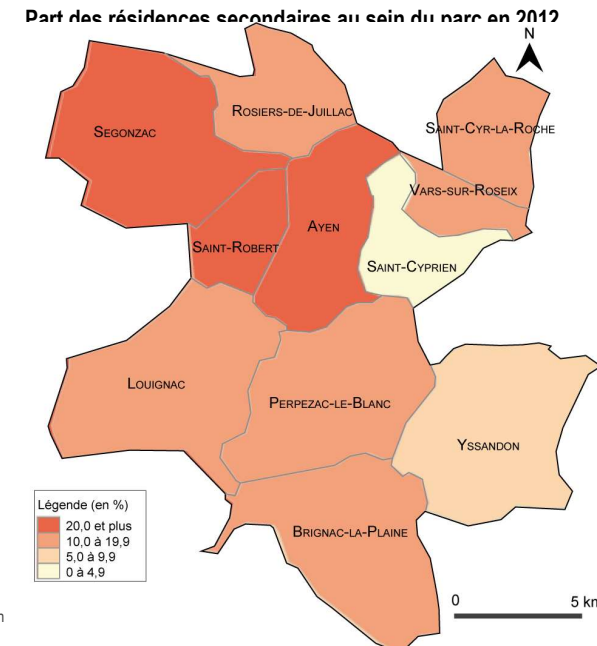 Part des résidences secondaires au sein du parc en 2012
N
ROSIERS-DE-JUILLAC
SEGONZAC
SAINT-CYR-LA-ROCHE
VARS-SUR-ROSEIX
AYEN
SAINT-ROBERT
SAINT-CYPRIEN
LOUIGNAC
PERPEZAC-LE-BLANC
YSSANDON
BRIGNAC-LA-PLAINE
Légende (en %)
20,0 et plus
10,0 à 19,9
5,0 à 9,9
0 à 4,9
0 5 km